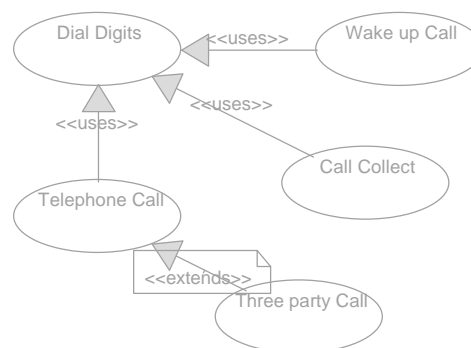 Dial Digits
<<uses>>
Wake up Call
<<uses>>
<<uses>>
Call Collect
Telephone Call
<<extends>>
Three party Call